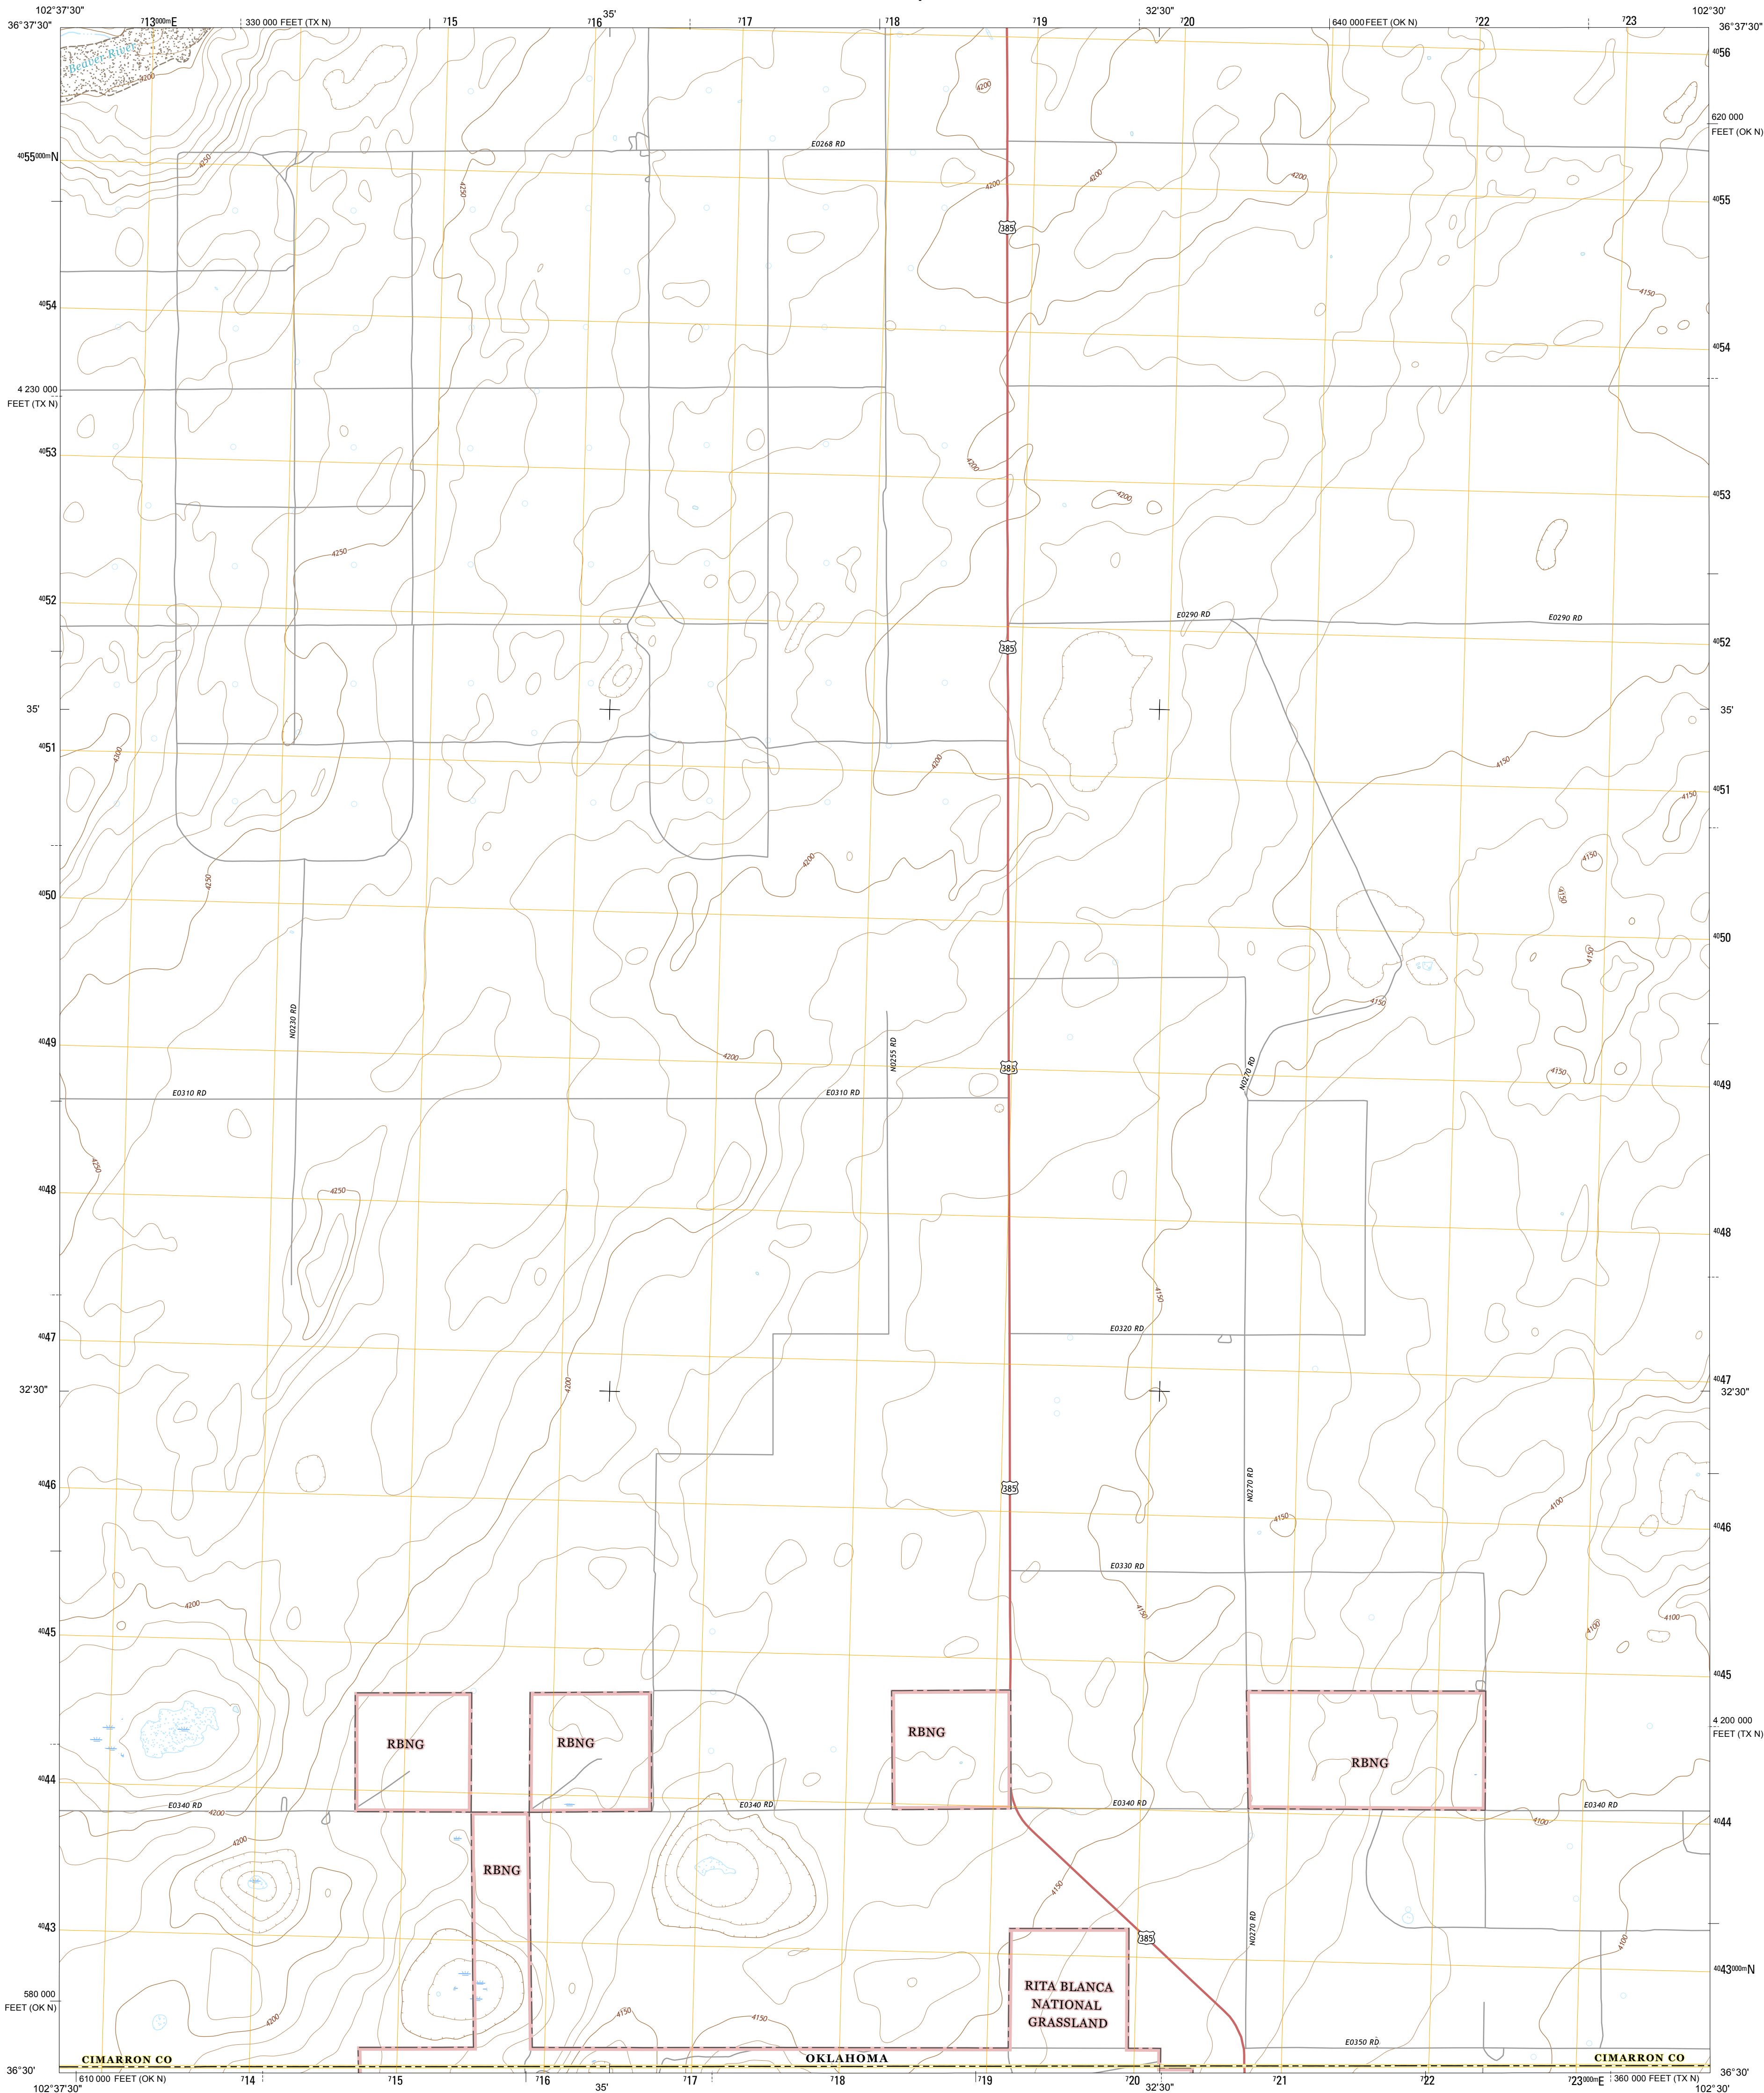 102°37'30"
36°37'30"
⁷13⁰⁰⁰ᵐE
330 000 FEET (TX N)
⁷15
⁷16
35'
⁷17
⁷18
⁷19
32'30"
⁷20
640 000 FEET (OK N)
⁷22
⁷23
102°30'
36°37'30"
Beaver River
4200
4200
⁴⁰56
620 000
FEET (OK N)
⁴⁰55⁰⁰⁰ᵐN
4250
4250
E0268 RD
4200
4200
4200
⁴⁰55
385
⁴⁰54
4150
⁴⁰54
4 230 000
FEET (TX N)
⁴⁰53
4200
4200
⁴⁰53
4250
⁴⁰52
E0290 RD
E0290 RD
⁴⁰52
385
35'
35'
⁴⁰51
4300
4200
4150
⁴⁰51
4150
4250
4200
4150
4150
⁴⁰50
⁴⁰50
4150
4150
N0230 RD
N0255 RD
⁴⁰49
4200
385
N0270 RD
4150
⁴⁰49
E0310 RD
E0310 RD
4250
4250
⁴⁰48
⁴⁰48
4150
⁴⁰47
E0320 RD
⁴⁰47
32'30"
4200
32'30"
⁴⁰46
385
N0270 RD
4150
4100
⁴⁰46
E0330 RD
4200
4150
4100
4100
⁴⁰45
⁴⁰45
RBNG
RBNG
RBNG
RBNG
4 200 000
FEET (TX N)
⁴⁰44
E0340 RD
4200
E0340 RD
E0340 RD
E0340 RD
4100
⁴⁰44
4200
RBNG
4150
⁴⁰43
385
N0270 RD
4100
⁴⁰43⁰⁰⁰ᵐN
RITA BLANCA
NATIONAL
GRASSLAND
580 000
FEET (OK N)
4200
4150
4150
E0350 RD
CIMARRON CO
OKLAHOMA
CIMARRON CO
36°30'
36°30'
102°37'30"
610 000 FEET (OK N)
⁷14
⁷15
⁷16
35'
⁷17
⁷18
⁷19
⁷20
32'30"
⁷21
⁷22
⁷23⁰⁰⁰ᵐE
360 000 FEET (TX N)
102°30'